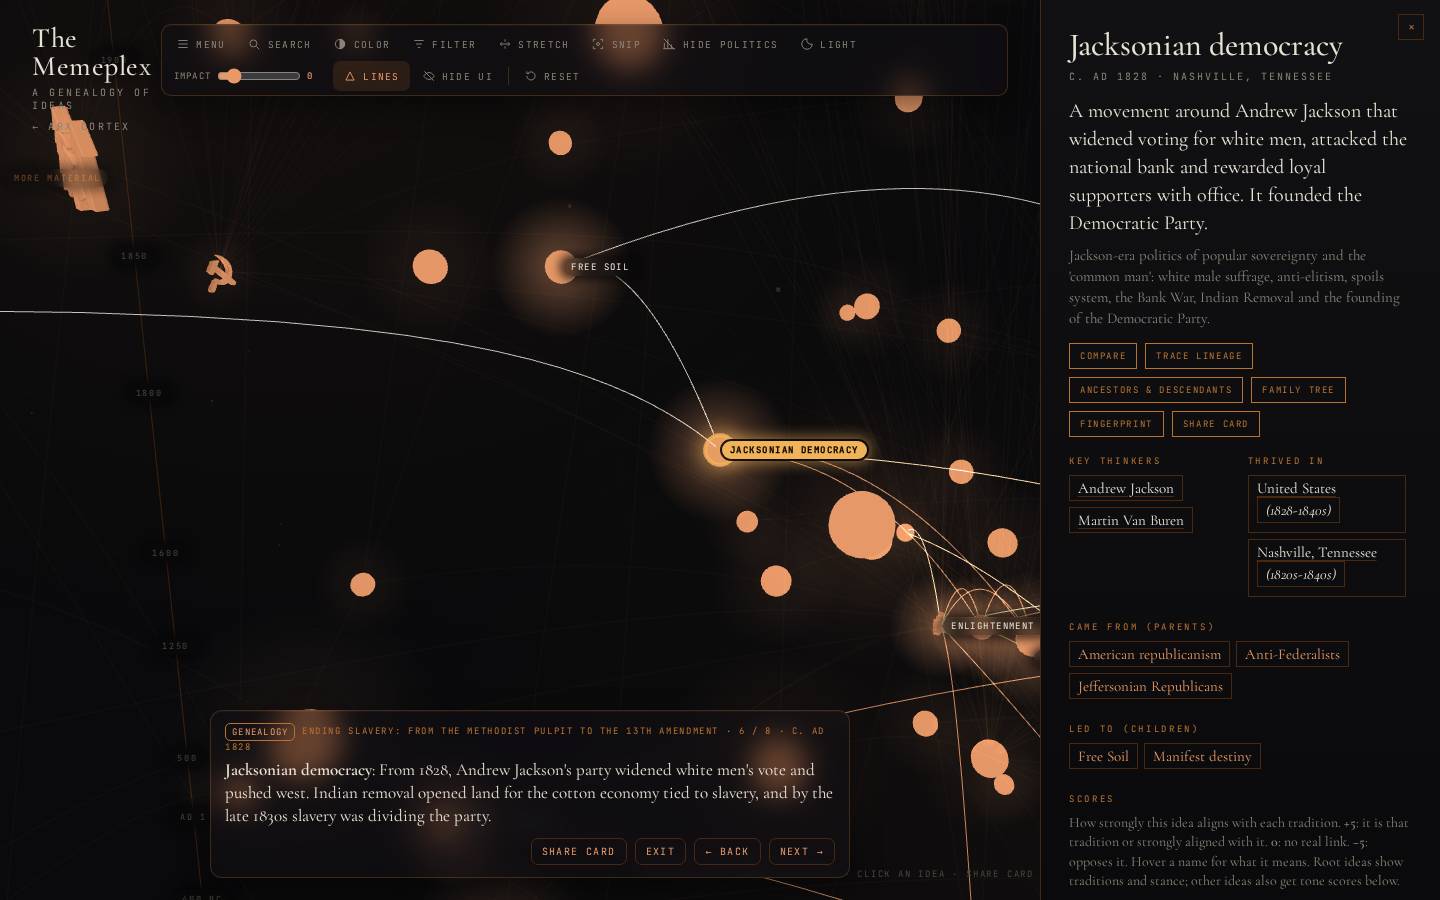 The
Memeplex
A GENEALOGY OF
IDEAS
← APX CORTEX
MORE MATERIAL
MENU
SEARCH
COLOR
FILTER
STRETCH
SNIP
HIDE POLITICS
LIGHT
IMPACT
0
LINES
HIDE UI
RESET
1850
1800
1600
1250
500
AD 1
FREE SOIL
JACKSONIAN DEMOCRACY
ENLIGHTENMENT
GENEALOGY ENDING SLAVERY: FROM THE METHODIST PULPIT TO THE 13TH AMENDMENT · 6 / 8 · C. AD
1828
Jacksonian democracy: From 1828, Andrew Jackson's party widened white men's vote and
pushed west. Indian removal opened land for the cotton economy tied to slavery, and by the
late 1830s slavery was dividing the party.
SHARE CARD
EXIT
← BACK
NEXT →
CLICK AN IDEA · SHARE CARD
×
Jacksonian democracy
C. AD 1828 · NASHVILLE, TENNESSEE
A movement around Andrew Jackson that
widened voting for white men, attacked the
national bank and rewarded loyal
supporters with office. It founded the
Democratic Party.
Jackson-era politics of popular sovereignty and the
'common man': white male suffrage, anti-elitism, spoils
system, the Bank War, Indian Removal and the founding
of the Democratic Party.
COMPARE
TRACE LINEAGE
ANCESTORS & DESCENDANTS
FAMILY TREE
FINGERPRINT
SHARE CARD
KEY THINKERS
Andrew Jackson
Martin Van Buren
THRIVED IN
United States
(1828-1840s)
Nashville, Tennessee
(1820s-1840s)
CAME FROM (PARENTS)
American republicanism
Anti-Federalists
Jeffersonian Republicans
LED TO (CHILDREN)
Free Soil
Manifest destiny
SCORES
How strongly this idea aligns with each tradition. +5: it is that
tradition or strongly aligned with it. 0: no real link. −5:
opposes it. Hover a name for what it means. Root ideas show
traditions and stance; other ideas also get tone scores below.